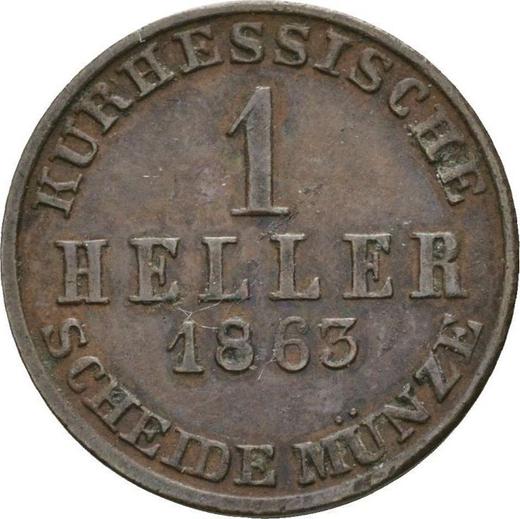 KURHESSISCHE
1
HELLER
1863
SCHEIDE MÜNZE